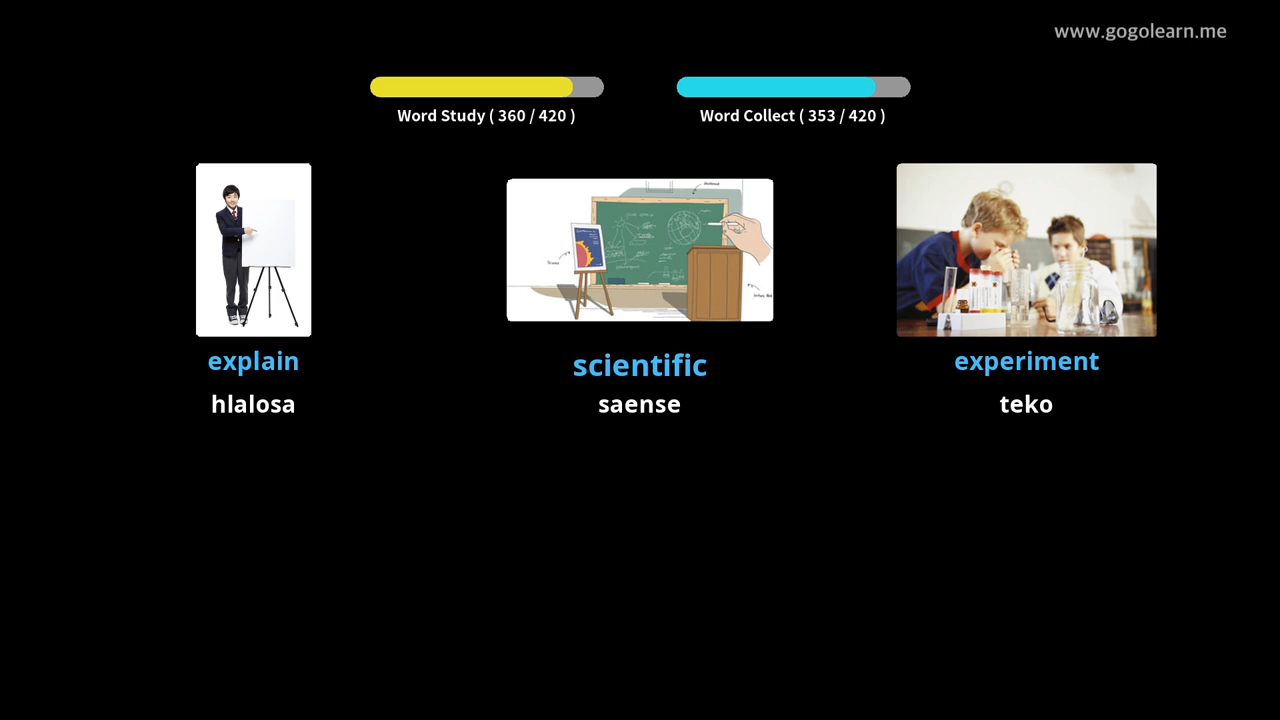 www.gogolearn.me
Word Study ( 360 / 420 )
Word Collect ( 353 / 420 )
explain
scientific
experiment
hlalosa
saense
teko